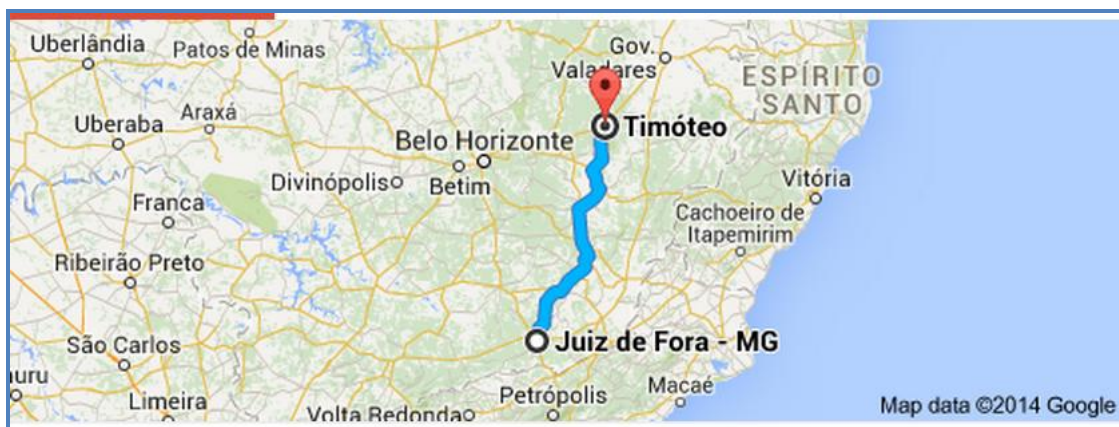 Uberlândia
Patos de Minas
Gov.
Valadares
ESPÍRITO
SANTO
Araxá
Uberaba
Belo Horizonte
Timóteo
Divinópolis
Betim
Vitória
Franca
Cachoeiro de
Itapemirim
Ribeirão Preto
São Carlos
Juiz de Fora - MG
uru
Limeira
Petrópolis
Macaé
Volta Redonda
Map data ©2014 Google